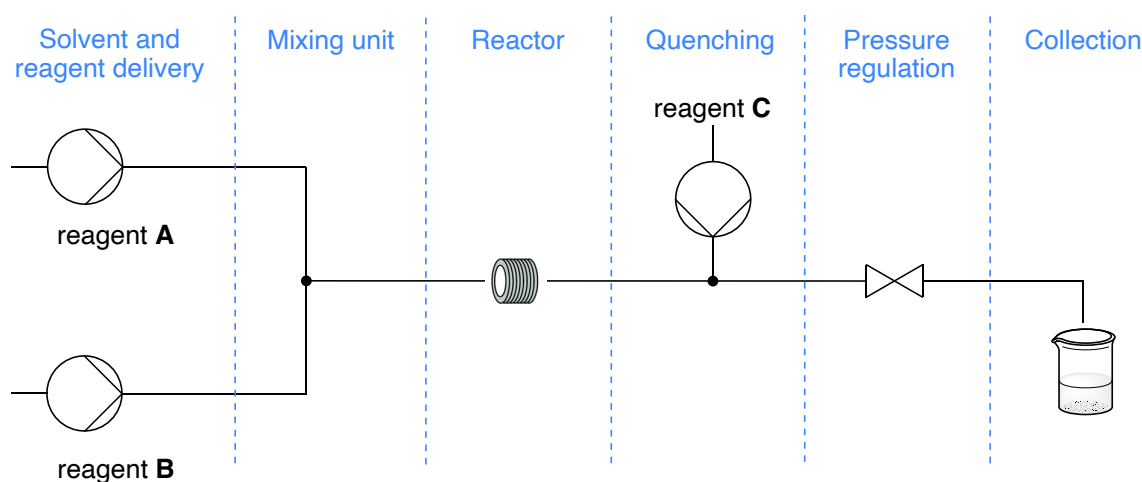 Solvent and
reagent delivery
Mixing unit
Reactor
Quenching
Pressure
regulation
Collection
reagent C
reagent A
reagent B